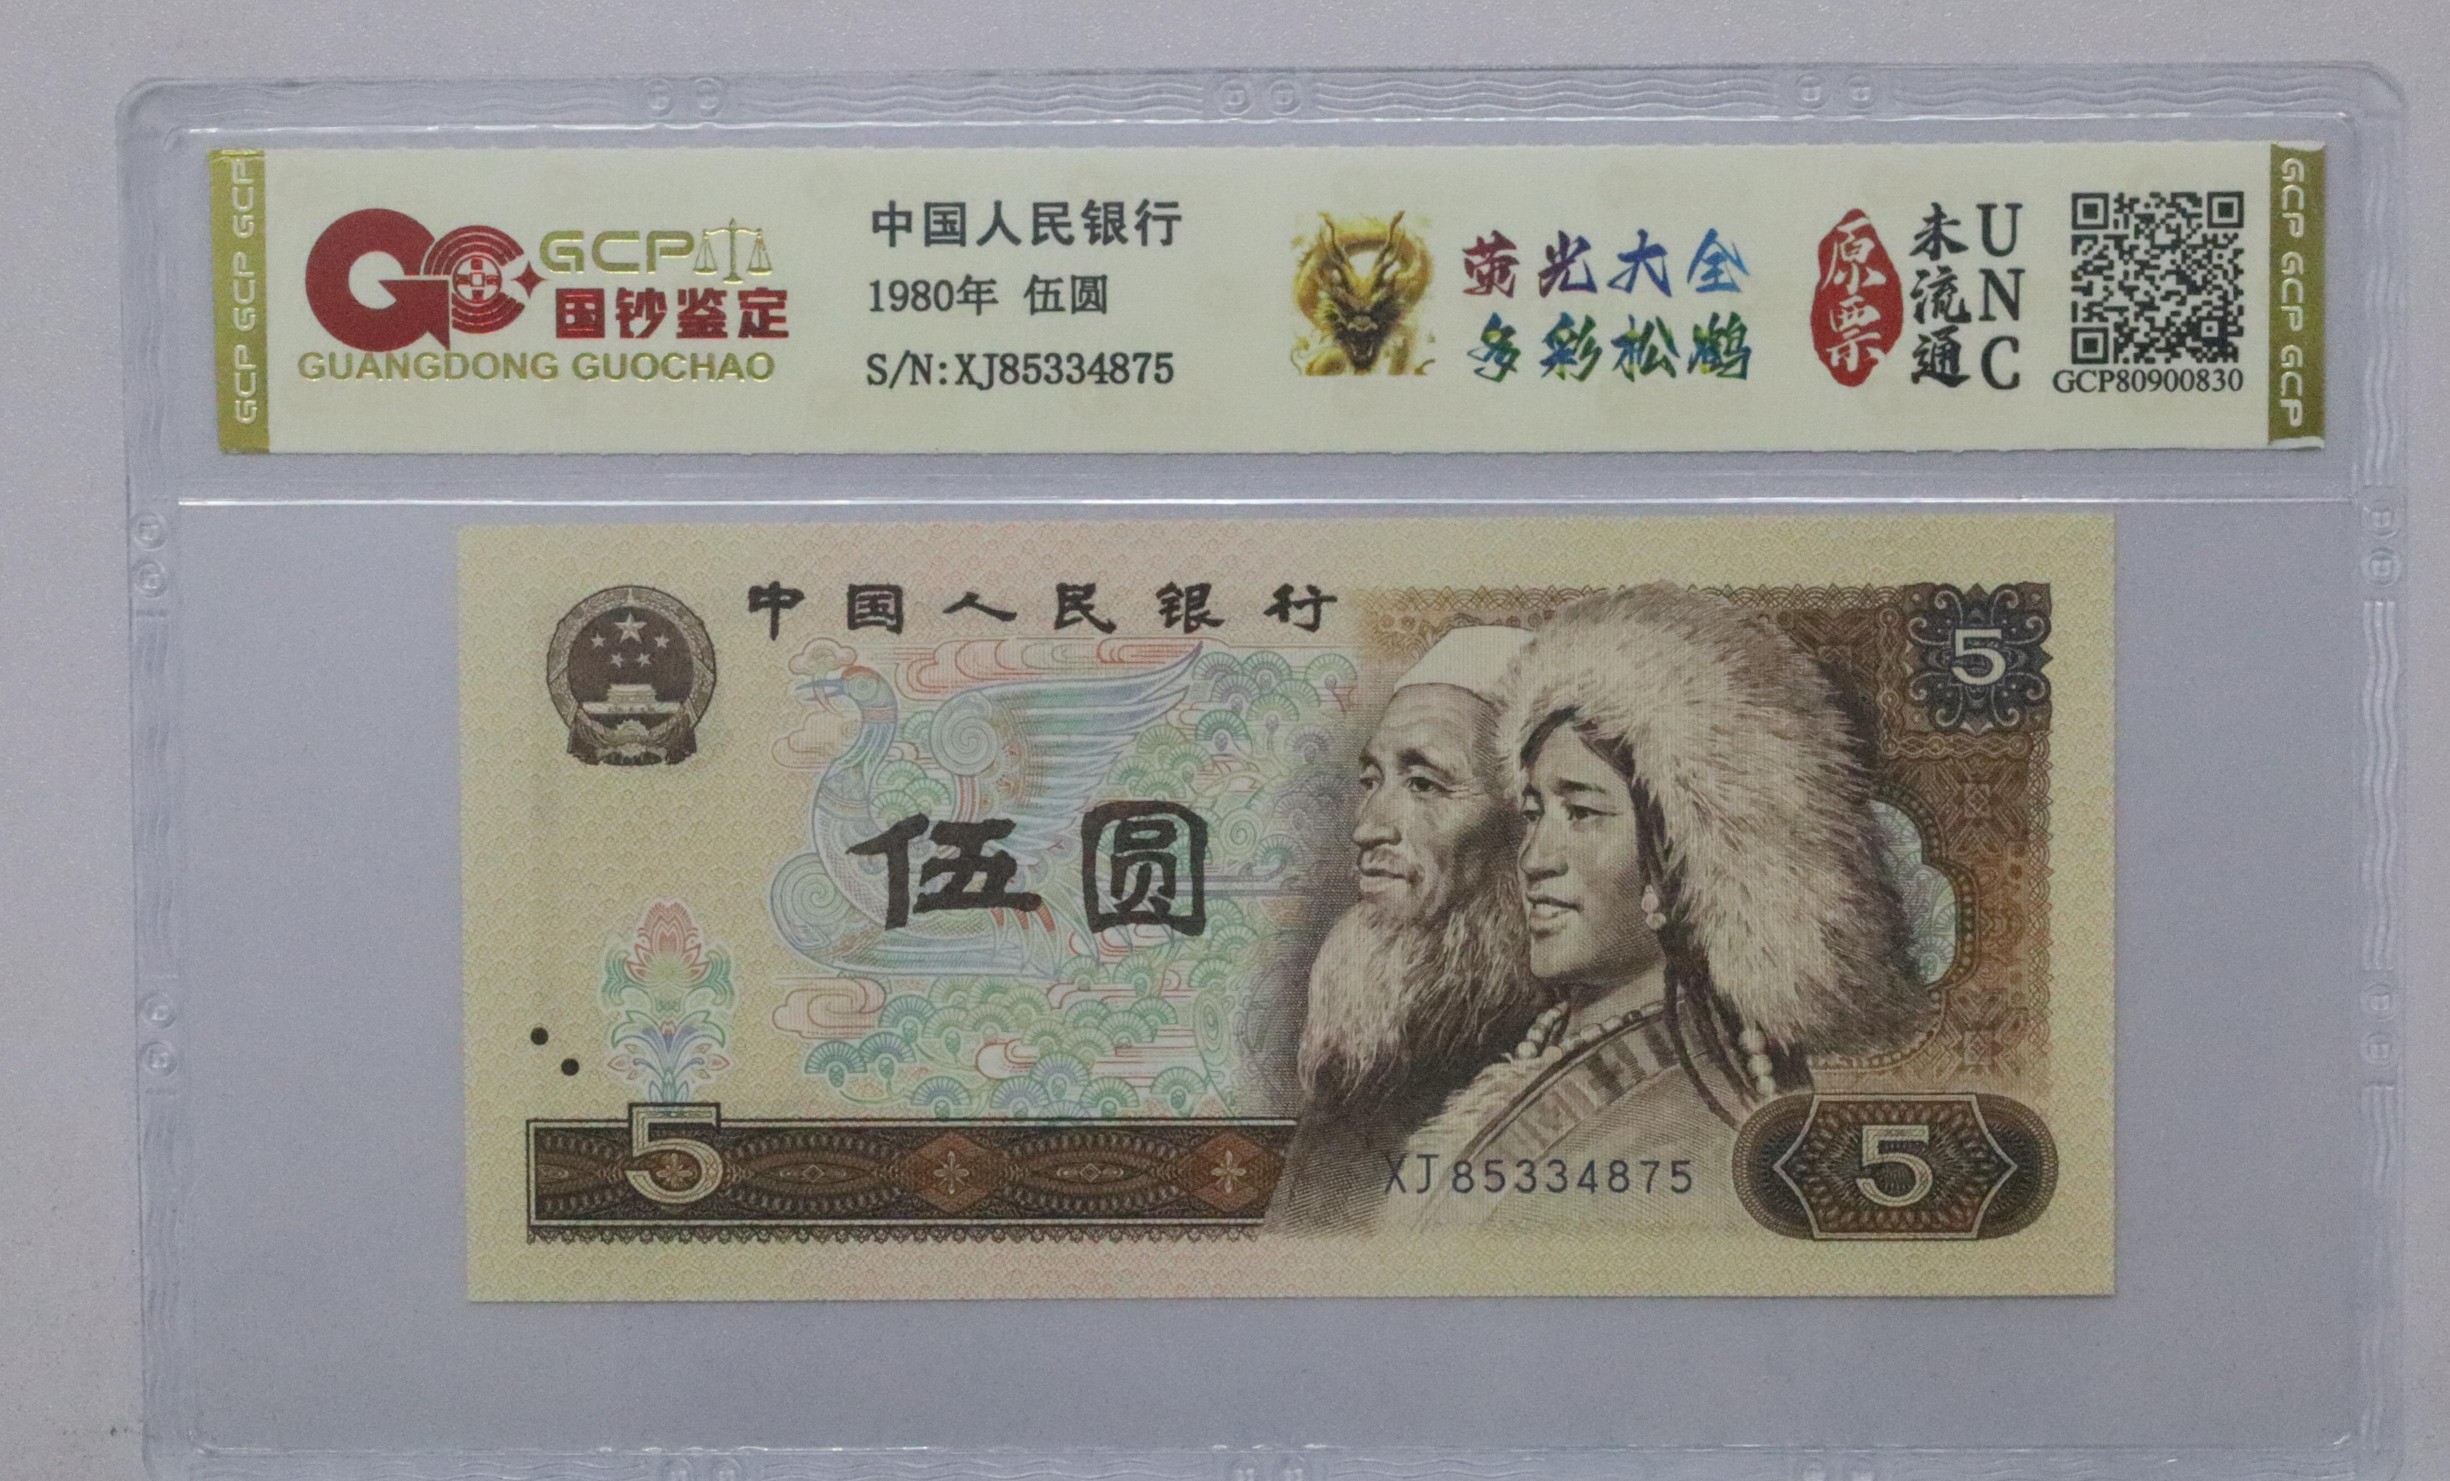 GCP GCP GCP
GCP
国钞鉴定
GUANGDONG GUOCHAO
中国人民银行
1980年 伍圆
S/N:XJ85334875
荧光大全
多彩松鹤
原票
未流通
UNC
GCP80900830
GCP GCP GCP
中国人民银行
5
伍圆
5
XJ85334875
5